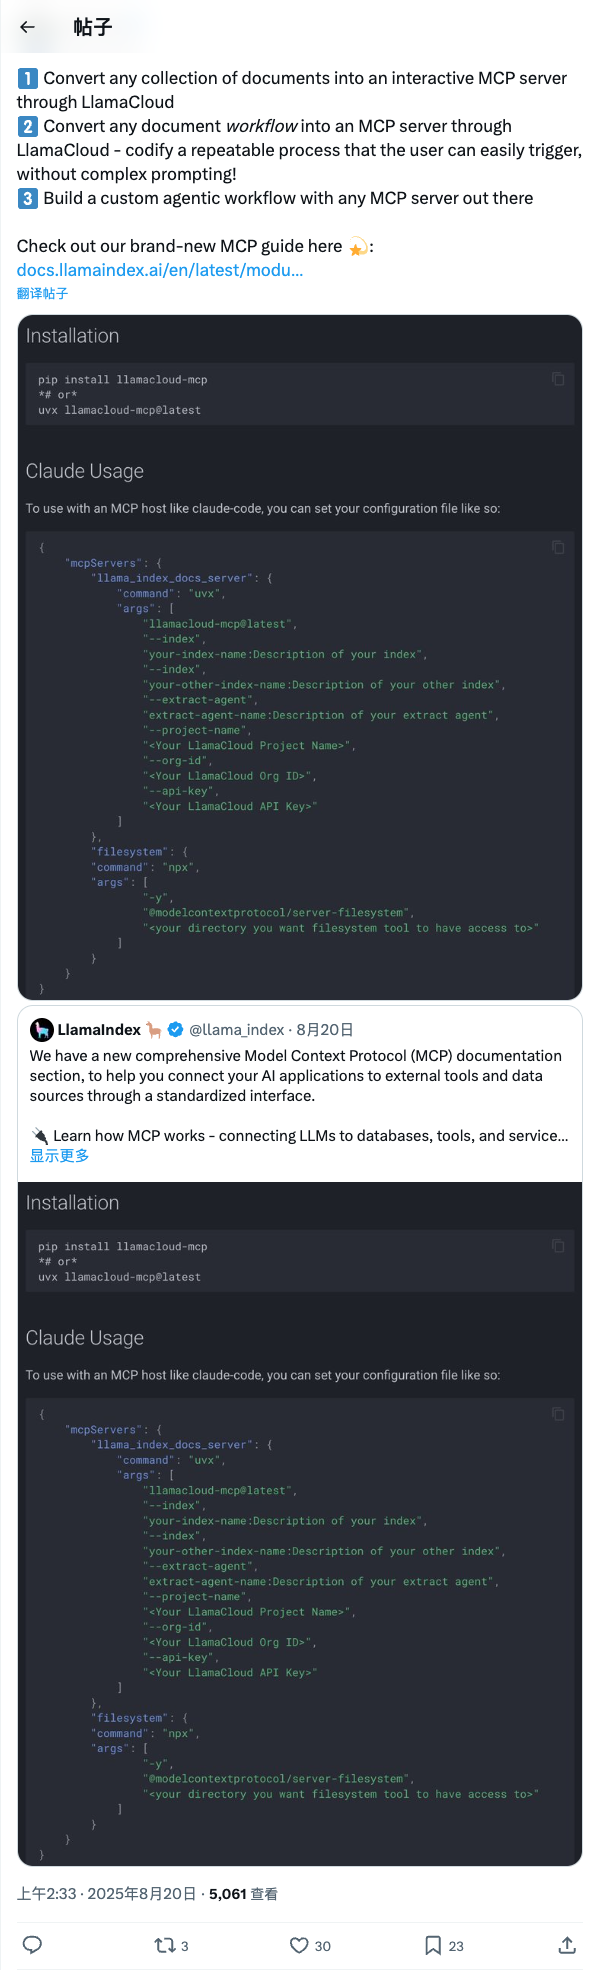 帖子
1️⃣ Convert any collection of documents into an interactive MCP server
through LlamaCloud
2️⃣ Convert any document workflow into an MCP server through
LlamaCloud - codify a repeatable process that the user can easily trigger,
without complex prompting!
3️⃣ Build a custom agentic workflow with any MCP server out there
Check out our brand-new MCP guide here 💫:
docs.llamaindex.ai/en/latest/modu...
翻译帖子
Installation
pip install llamacloud-mcp
*# or*
uvx llamacloud-mcp@latest
Claude Usage
To use with an MCP host like claude-code, you can set your configuration file like so:
{
"mcpServers": {
"llama_index_docs_server": {
"command": "uvx",
"args": [
"llamacloud-mcp@latest",
"--index",
"your-index-name:Description of your index",
"--index",
"your-other-index-name:Description of your other index",
"--extract-agent",
"extract-agent-name:Description of your extract agent",
"--project-name",
"<Your LlamaCloud Project Name>",
"--org-id",
"<Your LlamaCloud Org ID>",
"--api-key",
"<Your LlamaCloud API Key>"
]
},
"filesystem": {
"command": "npx",
"args": [
"-y",
"@modelcontextprotocol/server-filesystem",
"<your directory you want filesystem tool to have access to>"
]
}
}
}
LlamaIndex 🦙 @llama_index · 8月20日
We have a new comprehensive Model Context Protocol (MCP) documentation
section, to help you connect your AI applications to external tools and data
sources through a standardized interface.
🔌 Learn how MCP works - connecting LLMs to databases, tools, and service...
显示更多
Installation
pip install llamacloud-mcp
*# or*
uvx llamacloud-mcp@latest
Claude Usage
To use with an MCP host like claude-code, you can set your configuration file like so:
{
"mcpServers": {
"llama_index_docs_server": {
"command": "uvx",
"args": [
"llamacloud-mcp@latest",
"--index",
"your-index-name:Description of your index",
"--index",
"your-other-index-name:Description of your other index",
"--extract-agent",
"extract-agent-name:Description of your extract agent",
"--project-name",
"<Your LlamaCloud Project Name>",
"--org-id",
"<Your LlamaCloud Org ID>",
"--api-key",
"<Your LlamaCloud API Key>"
]
},
"filesystem": {
"command": "npx",
"args": [
"-y",
"@modelcontextprotocol/server-filesystem",
"<your directory you want filesystem tool to have access to>"
]
}
}
}
上午2:33 · 2025年8月20日 · 5,061 查看
3 30 23